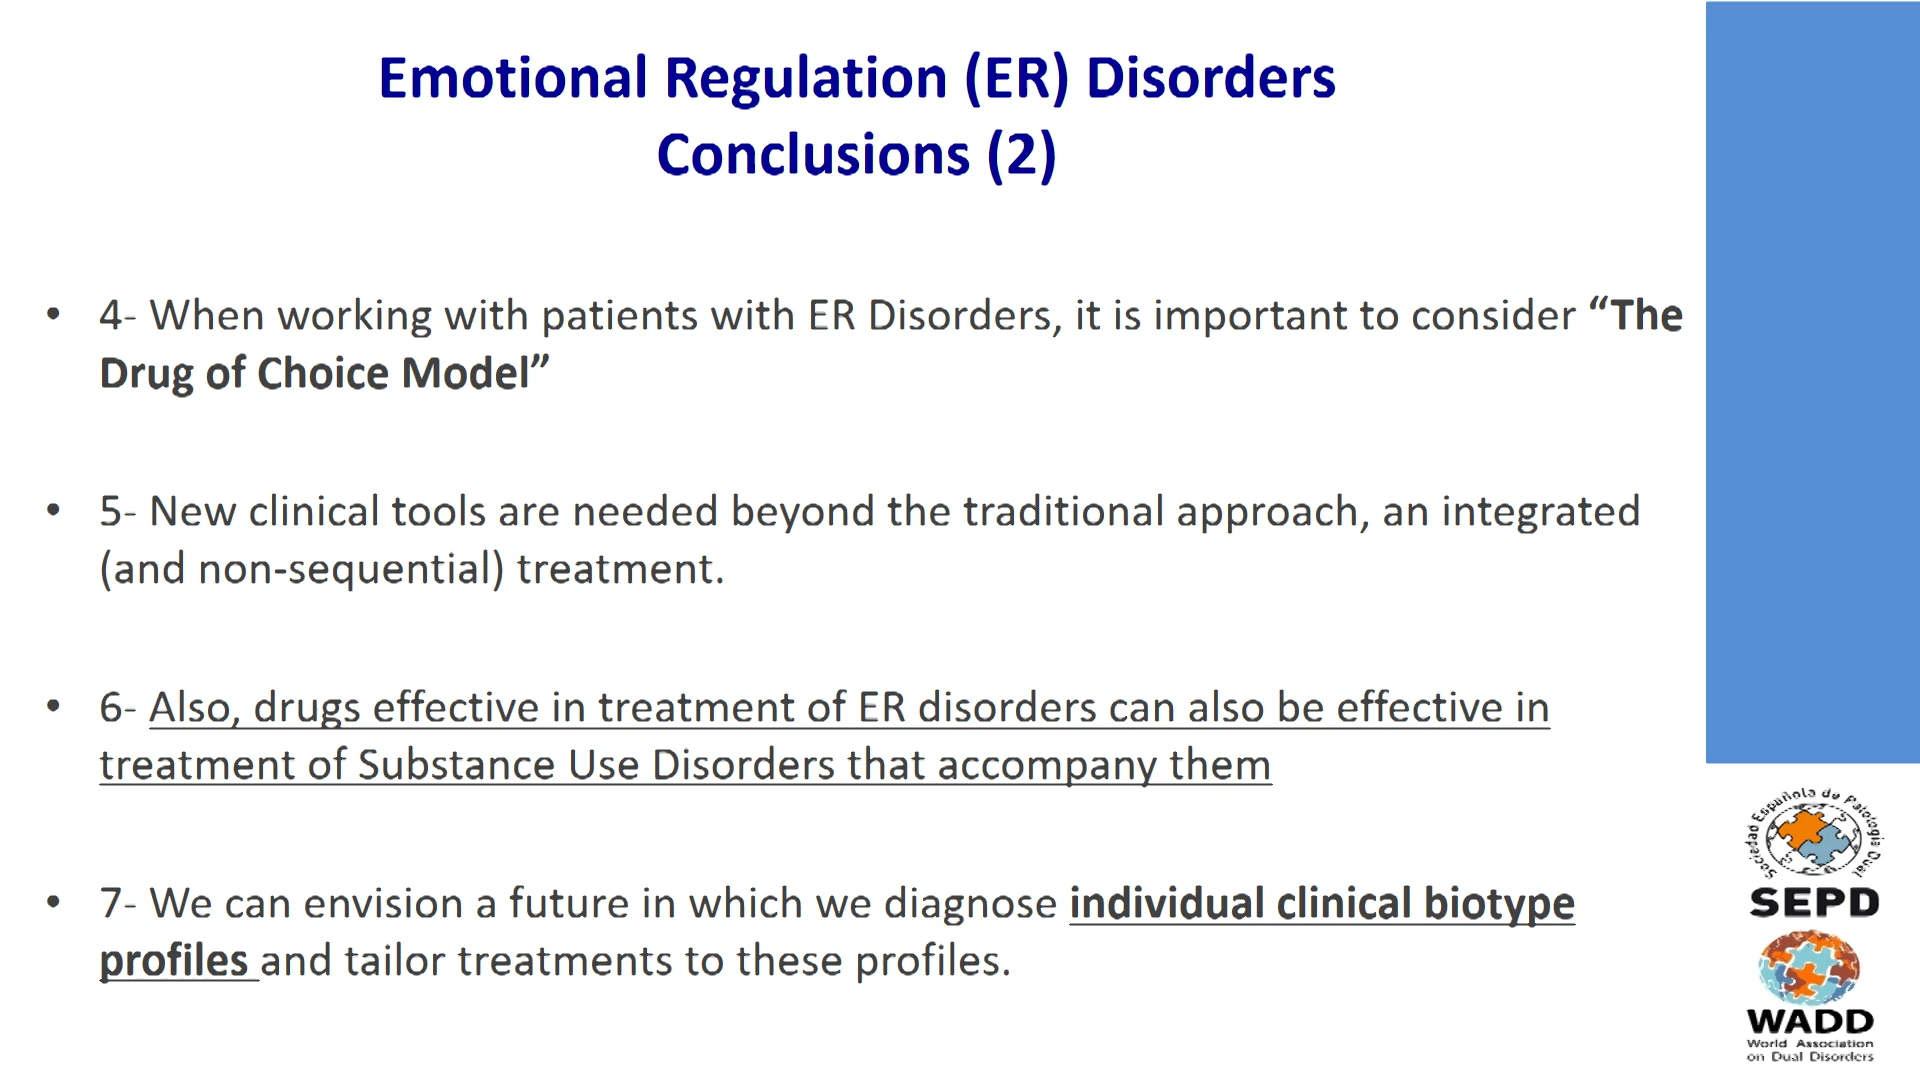 Emotional Regulation (ER) Disorders
Conclusions (2)
• 4- When working with patients with ER Disorders, it is important to consider “The
Drug of Choice Model”
• 5- New clinical tools are needed beyond the traditional approach, an integrated
(and non-sequential) treatment.
• 6- Also, drugs effective in treatment of ER disorders can also be effective in
treatment of Substance Use Disorders that accompany them
• 7- We can envision a future in which we diagnose individual clinical biotype
profiles and tailor treatments to these profiles.
Sociedad Española de Patología Dual
SEPD
WADD
World Association
on Dual Disorders